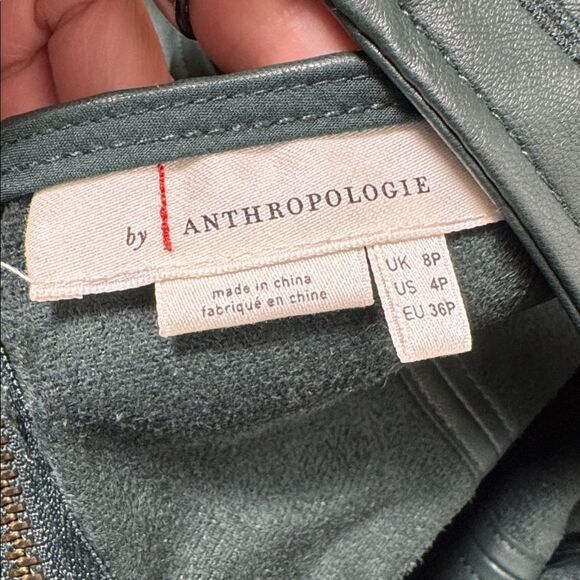 by ANTHROPOLOGIE
made in china
fabriqué en chine
UK 8P
US 4P
EU 36P